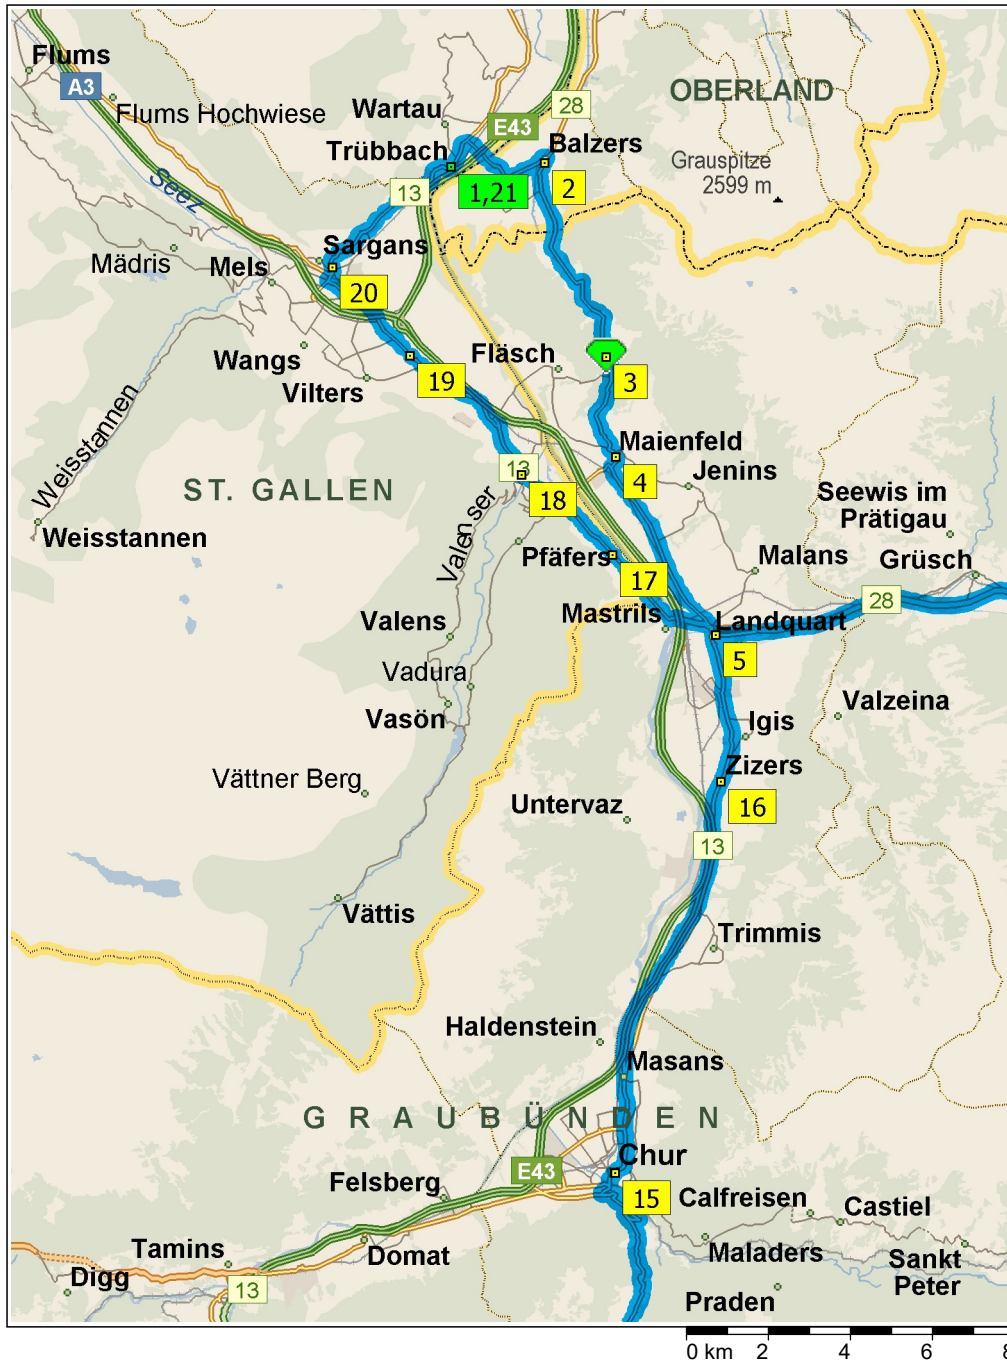 Flums
A3
Flums Hochwiese
Wartau
28
OBERLAND
E43
Trübbach
Balzers
Grauspitze
2599 m
13
1,21
2
Seez
Sargans
Mädris
Mels
20
Wangs
Fläsch
19
3
Vilters
Weisstannen
Maienfeld
13
Jenins
ST. GALLEN
4
Seewis im
Prätigau
18
Weisstannen
Valen ser
Pfäfers
Malans
Grüsch
17
28
Mastrils
Landquart
Valens
5
Vadura
Valzeina
Vasön
Igis
Zizers
Vättner Berg
Untervaz
16
13
Vättis
Trimmis
Haldenstein
Masans
GRAUBÜNDEN
Chur
E43
Felsberg
15
Calfreisen
Castiel
Tamins
Domat
Maladers
Sankt
Peter
Digg
13
Praden
0 km 2 4 6 8